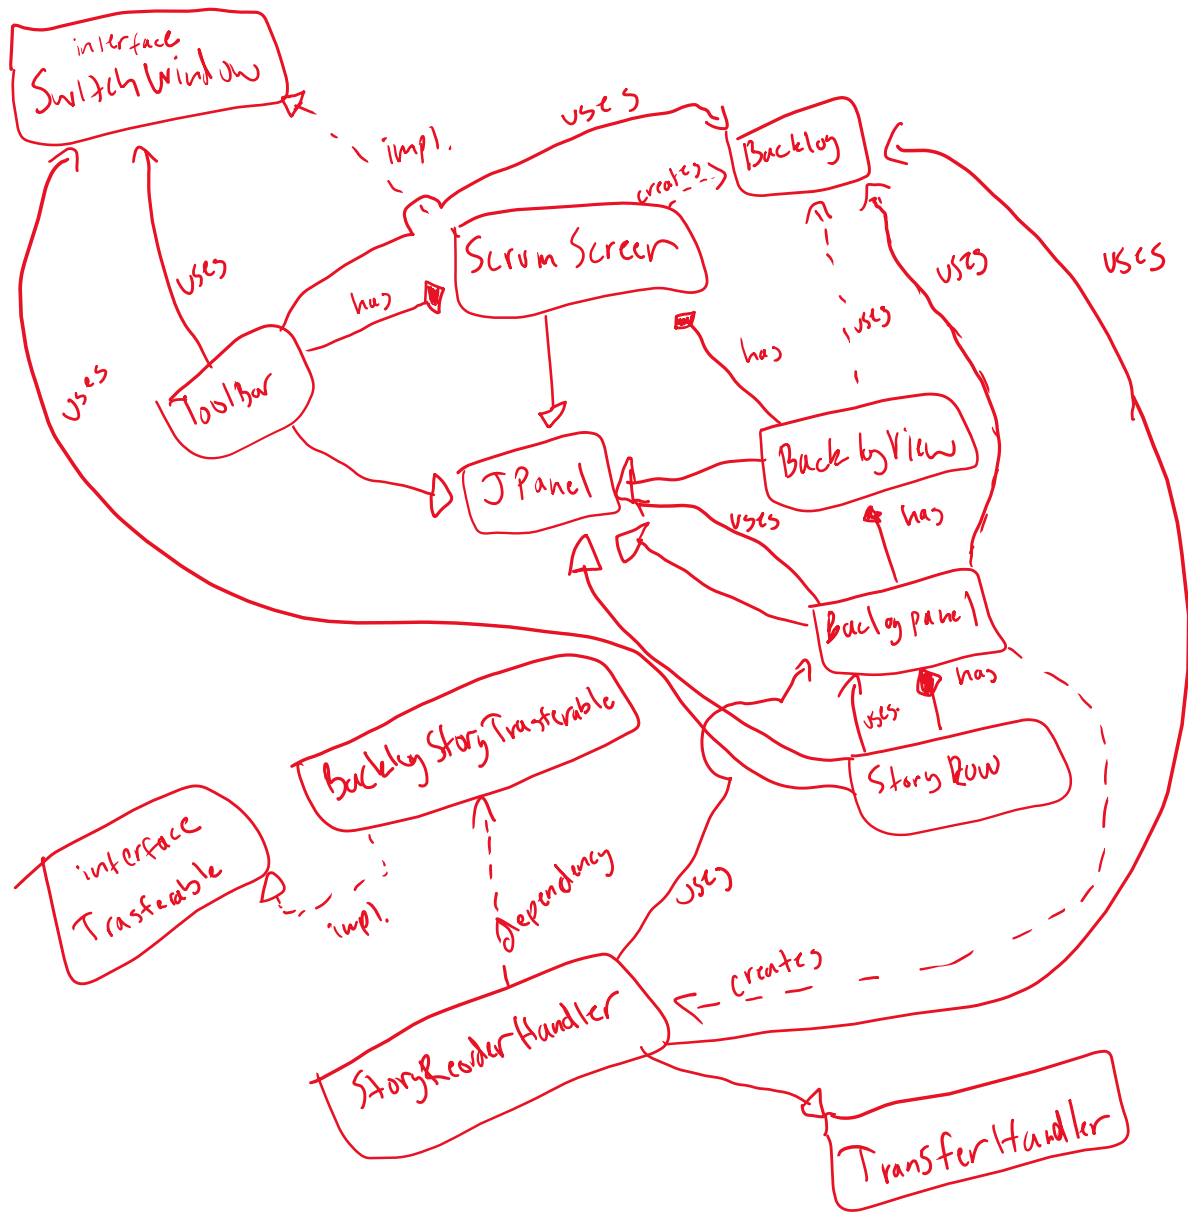 interface
SwitchWindow
impl.
uses
Backlog
creates
Scrum Screen
uses
has
uses
uses
uses
has
uses
ToolBar
JPanel
BacklogView
uses
has
Backlogpanel
has
uses
StoryRow
BacklogStoryTrasferable
interface
Trasferable
impl.
dependency
uses
creates
StoryReorderHandler
TransferHandler